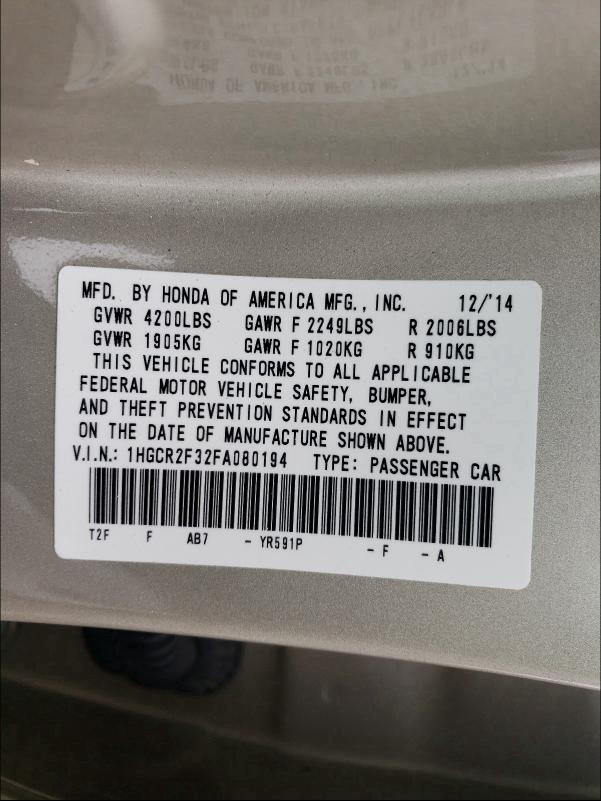 MFD. BY HONDA OF AMERICA MFG., INC. 12/'14
GVWR 4200LBS GAWR F 2249LBS R 2006LBS
GVWR 1905KG GAWR F 1020KG R 910KG
THIS VEHICLE CONFORMS TO ALL APPLICABLE
FEDERAL MOTOR VEHICLE SAFETY, BUMPER,
AND THEFT PREVENTION STANDARDS IN EFFECT
ON THE DATE OF MANUFACTURE SHOWN ABOVE.
V.I.N.: 1HGCR2F32FA080194 TYPE: PASSENGER CAR
T2F F AB7 - YR591P - F - A